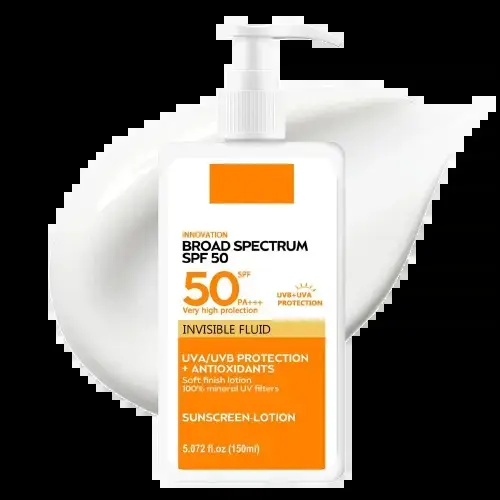 INNOVATION
BROAD SPECTRUM
SPF 50
50 SPF
PA+++
Very high protection
UVB+UVA
PROTECTION
INVISIBLE FLUID
UVA/UVB PROTECTION
+ ANTIOXIDANTS
Soft finish lotion
100% mineral UV filters
SUNSCREEN LOTION
5.072 fl.oz (150ml)